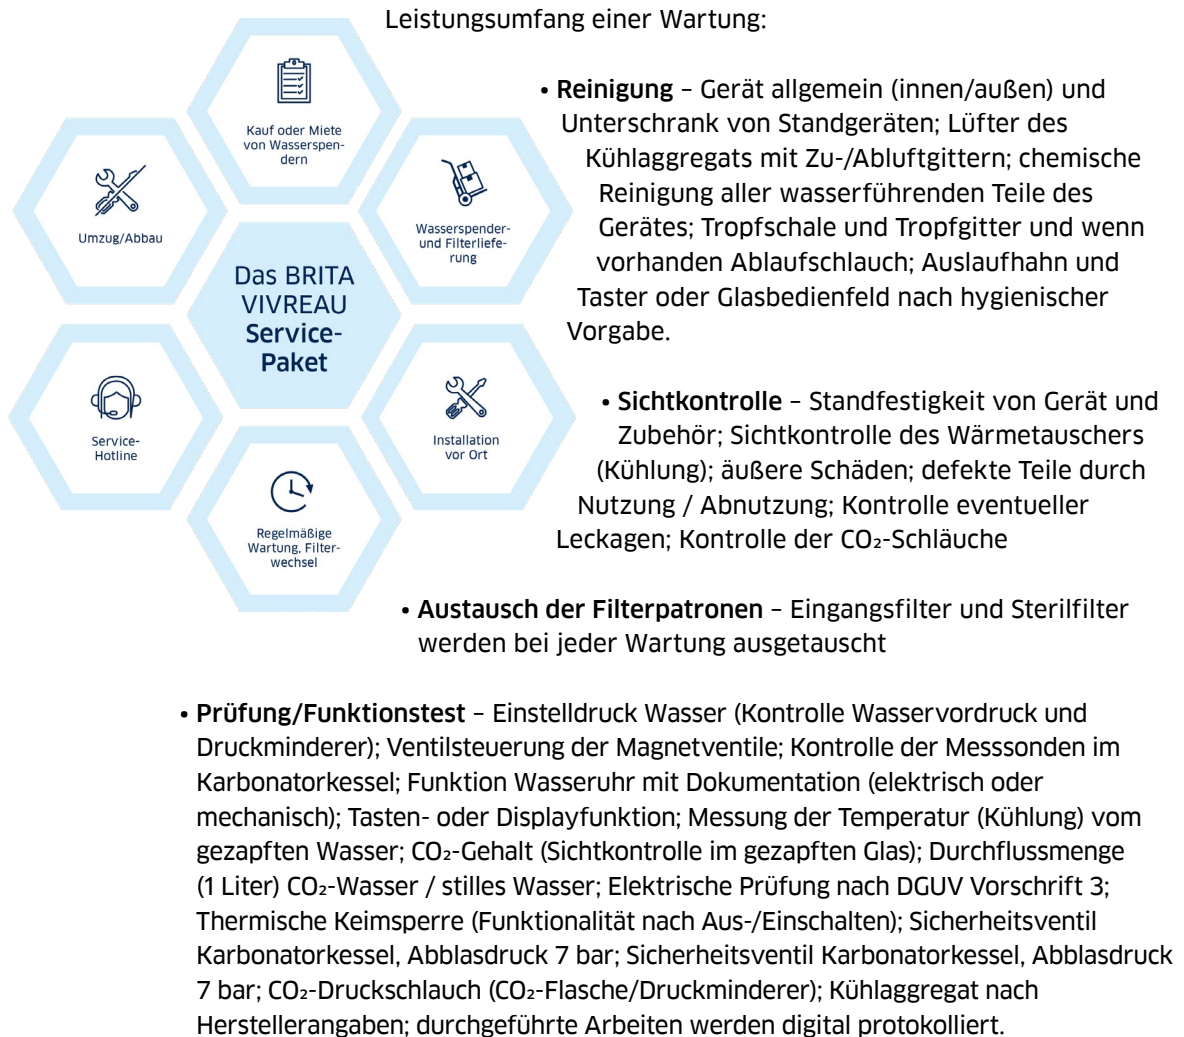 Leistungsumfang einer Wartung:
Kauf oder Miete
von Wasserspen-
dern
Umzug/Abbau
Wasserspender-
und Filterliefe-
rung
Das BRITA
VIVREAU
Service-
Paket
Service-
Hotline
Installation
vor Ort
Regelmäßige
Wartung, Filter-
wechsel
• Reinigung – Gerät allgemein (innen/außen) und
Unterschrank von Standgeräten; Lüfter des
Kühlaggregats mit Zu-/Abluftgittern; chemische
Reinigung aller wasserführenden Teile des
Gerätes; Tropfschale und Tropfgitter und wenn
vorhanden Ablaufschlauch; Auslaufhahn und
Taster oder Glasbedienfeld nach hygienischer
Vorgabe.
• Sichtkontrolle – Standfestigkeit von Gerät und
Zubehör; Sichtkontrolle des Wärmetauschers
(Kühlung); äußere Schäden; defekte Teile durch
Nutzung / Abnutzung; Kontrolle eventueller
Leckagen; Kontrolle der CO₂-Schläuche
• Austausch der Filterpatronen – Eingangsfilter und Sterilfilter
werden bei jeder Wartung ausgetauscht
• Prüfung/Funktionstest – Einstelldruck Wasser (Kontrolle Wasservordruck und
Druckminderer); Ventilsteuerung der Magnetventile; Kontrolle der Messsonden im
Karbonatorkessel; Funktion Wasseruhr mit Dokumentation (elektrisch oder
mechanisch); Tasten- oder Displayfunktion; Messung der Temperatur (Kühlung) vom
gezapften Wasser; CO₂-Gehalt (Sichtkontrolle im gezapften Glas); Durchflussmenge
(1 Liter) CO₂-Wasser / stilles Wasser; Elektrische Prüfung nach DGUV Vorschrift 3;
Thermische Keimsperre (Funktionalität nach Aus-/Einschalten); Sicherheitsventil
Karbonatorkessel, Abblasdruck 7 bar; Sicherheitsventil Karbonatorkessel, Abblasdruck
7 bar; CO₂-Druckschlauch (CO₂-Flasche/Druckminderer); Kühlaggregat nach
Herstellerangaben; durchgeführte Arbeiten werden digital protokolliert.